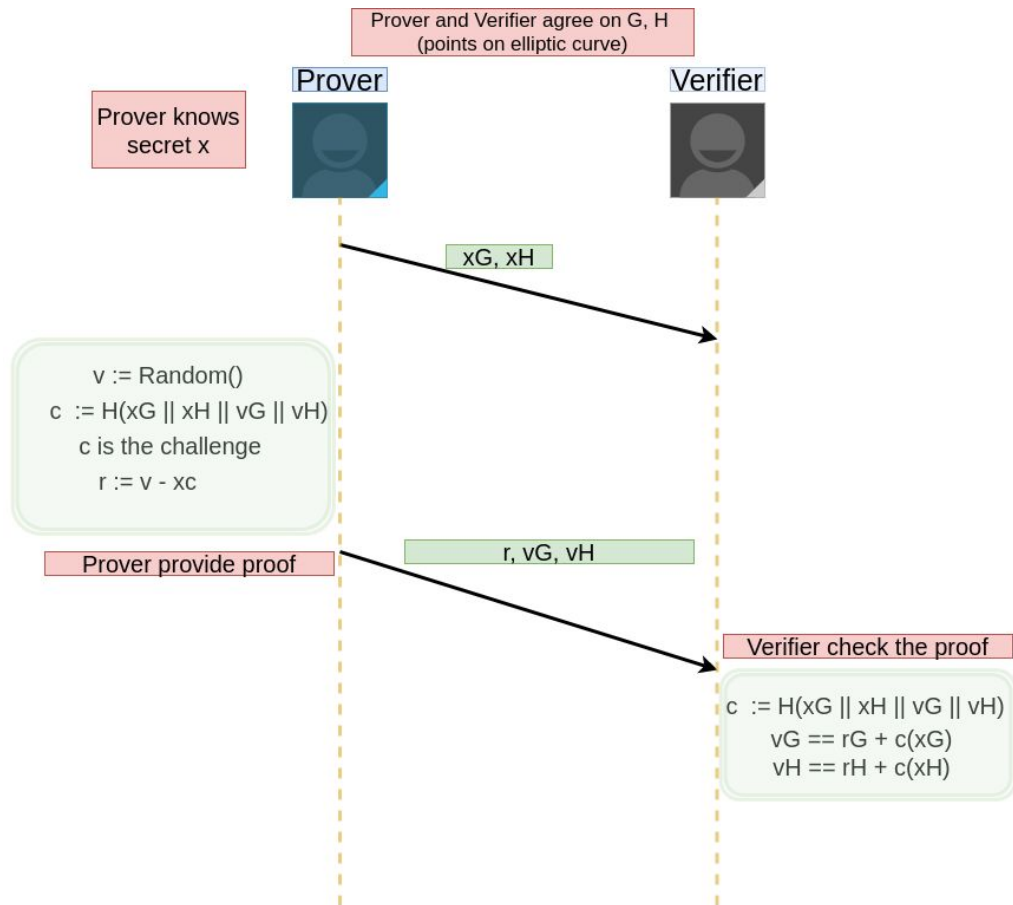 Prover and Verifier agree on G, H
(points on elliptic curve)
Prover
Verifier
Prover knows
secret x
xG, xH
v := Random()
c := H(xG || xH || vG || vH)
c is the challenge
r := v - xc
Prover provide proof
r, vG, vH
Verifier check the proof
c := H(xG || xH || vG || vH)
vG == rG + c(xG)
vH == rH + c(xH)